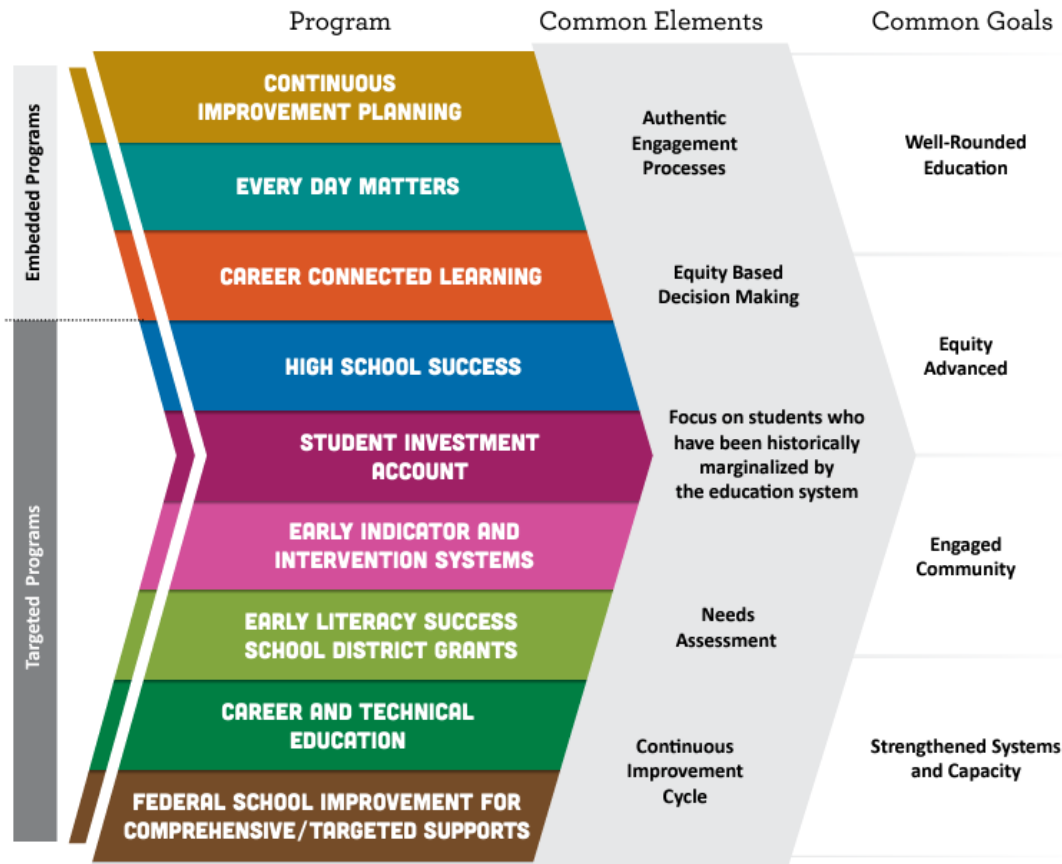 Program
Common Elements
Common Goals
Embedded Programs
Targeted Programs
CONTINUOUS
IMPROVEMENT PLANNING
EVERY DAY MATTERS
CAREER CONNECTED LEARNING
HIGH SCHOOL SUCCESS
STUDENT INVESTMENT
ACCOUNT
EARLY INDICATOR AND
INTERVENTION SYSTEMS
EARLY LITERACY SUCCESS
SCHOOL DISTRICT GRANTS
CAREER AND TECHNICAL
EDUCATION
FEDERAL SCHOOL IMPROVEMENT FOR
COMPREHENSIVE/TARGETED SUPPORTS
Authentic
Engagement
Processes
Equity Based
Decision Making
Focus on students who
have been historically
marginalized by
the education system
Needs
Assessment
Continuous
Improvement
Cycle
Well-Rounded
Education
Equity
Advanced
Engaged
Community
Strengthened Systems
and Capacity